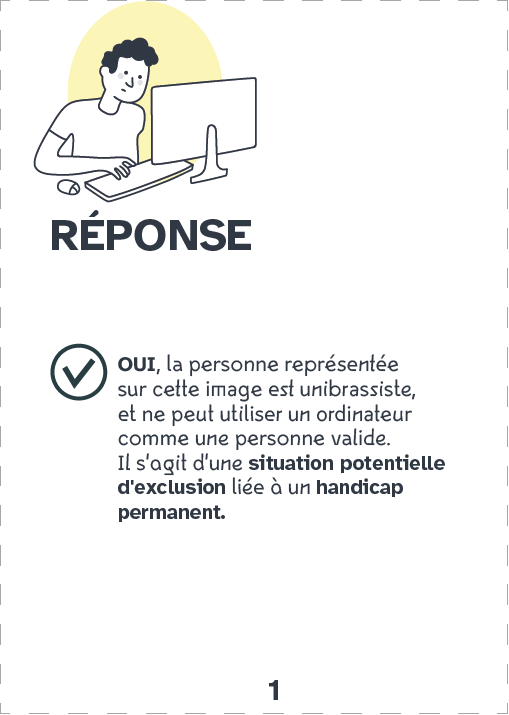 RÉPONSE
OUI, la personne représentée
sur cette image est unibrassiste,
et ne peut utiliser un ordinateur
comme une personne valide.
Il s'agit d'une situation potentielle
d'exclusion liée à un handicap
permanent.
1